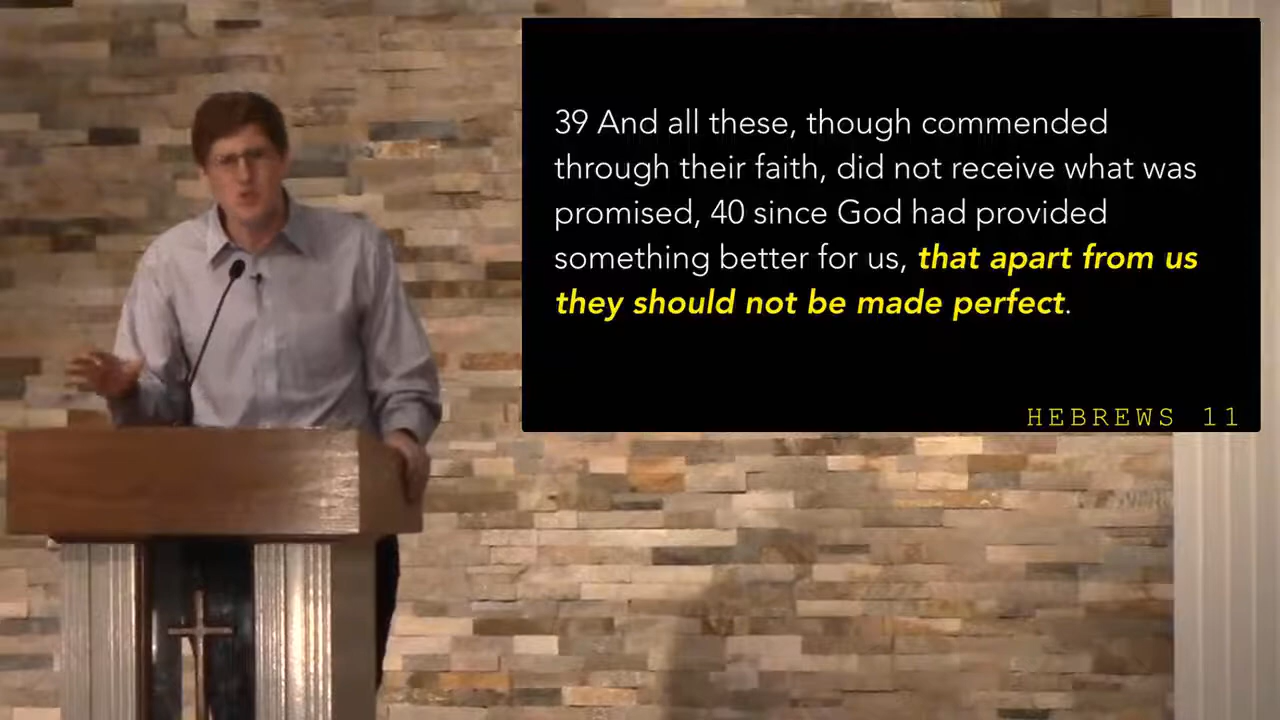 39 And all these, though commended
through their faith, did not receive what was
promised, 40 since God had provided
something better for us, that apart from us
they should not be made perfect.
HEBREWS 11